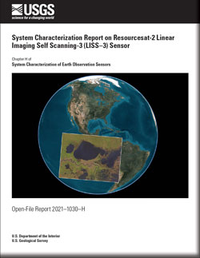 USGS
science for a changing world
System Characterization Report on Resourcesat-2 Linear
Imaging Self Scanning-3 (LISS–3) Sensor
Chapter H of
System Characterization of Earth Observation Sensors
Open-File Report 2021–1030–H
U.S. Department of the Interior
U.S. Geological Survey